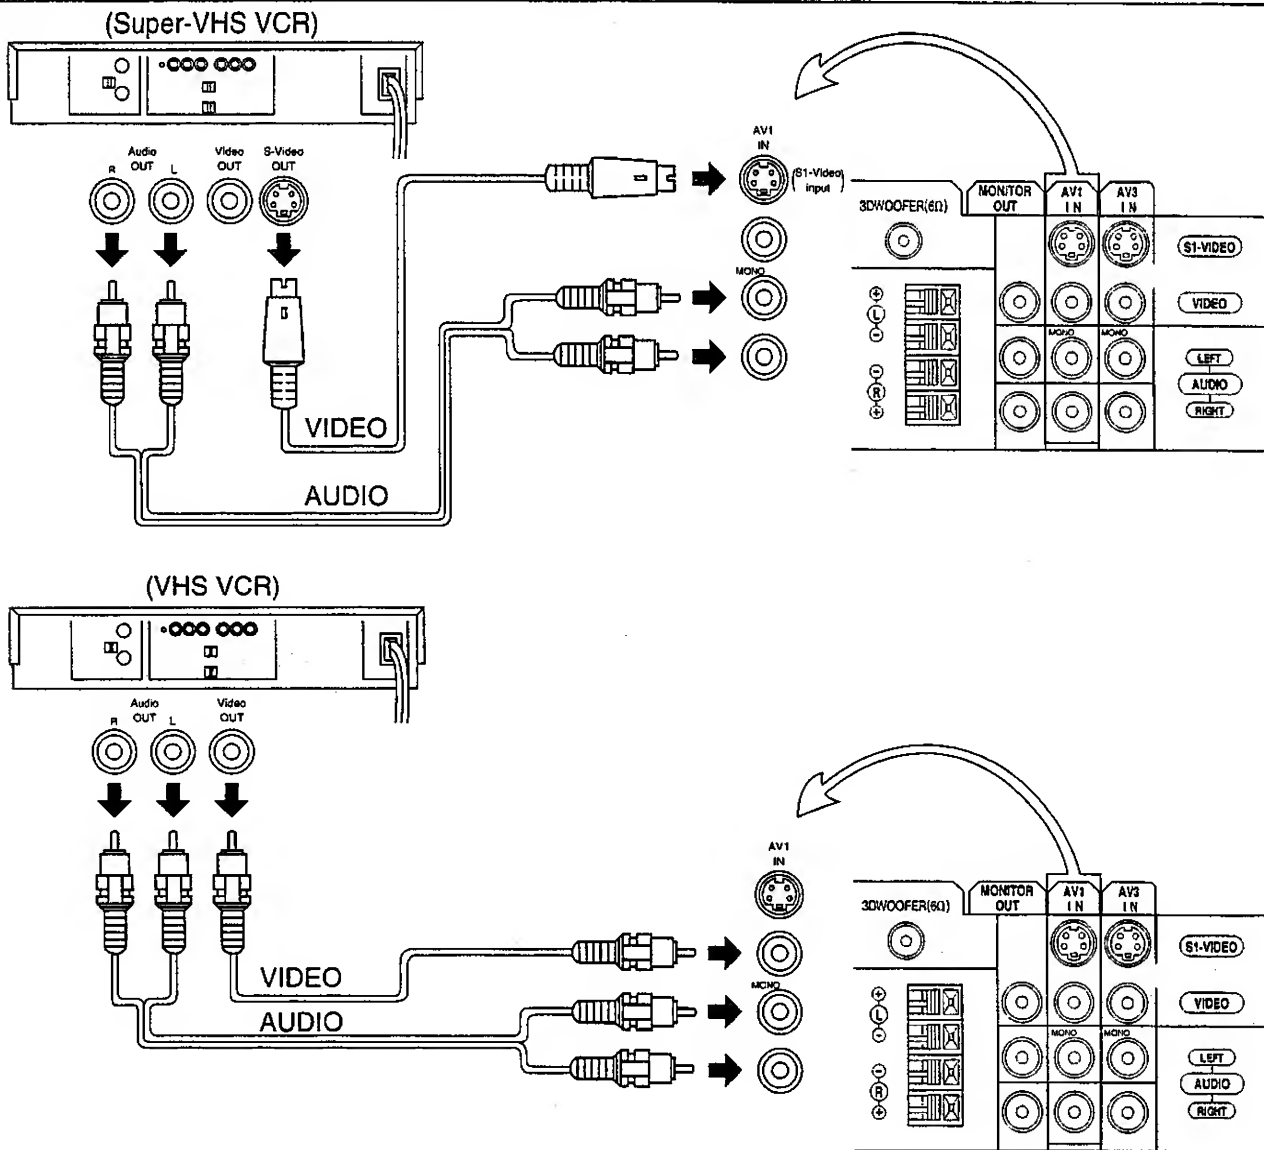 (Super-VHS VCR)
Audio
OUT
R
L
Video
OUT
S-Video
OUT
VIDEO
AUDIO
AV1
IN
(S1-Video
input)
MONO
3DWOOFER(6Ω)
MONITOR
OUT
AV1
IN
AV3
IN
S1-VIDEO
VIDEO
MONO
MONO
LEFT
AUDIO
RIGHT
+
L
-
-
R
+
(VHS VCR)
Audio
OUT
R
L
Video
OUT
VIDEO
AUDIO
AV1
IN
MONO
3DWOOFER(6Ω)
MONITOR
OUT
AV1
IN
AV3
IN
S1-VIDEO
VIDEO
MONO
MONO
LEFT
AUDIO
RIGHT
+
L
-
-
R
+